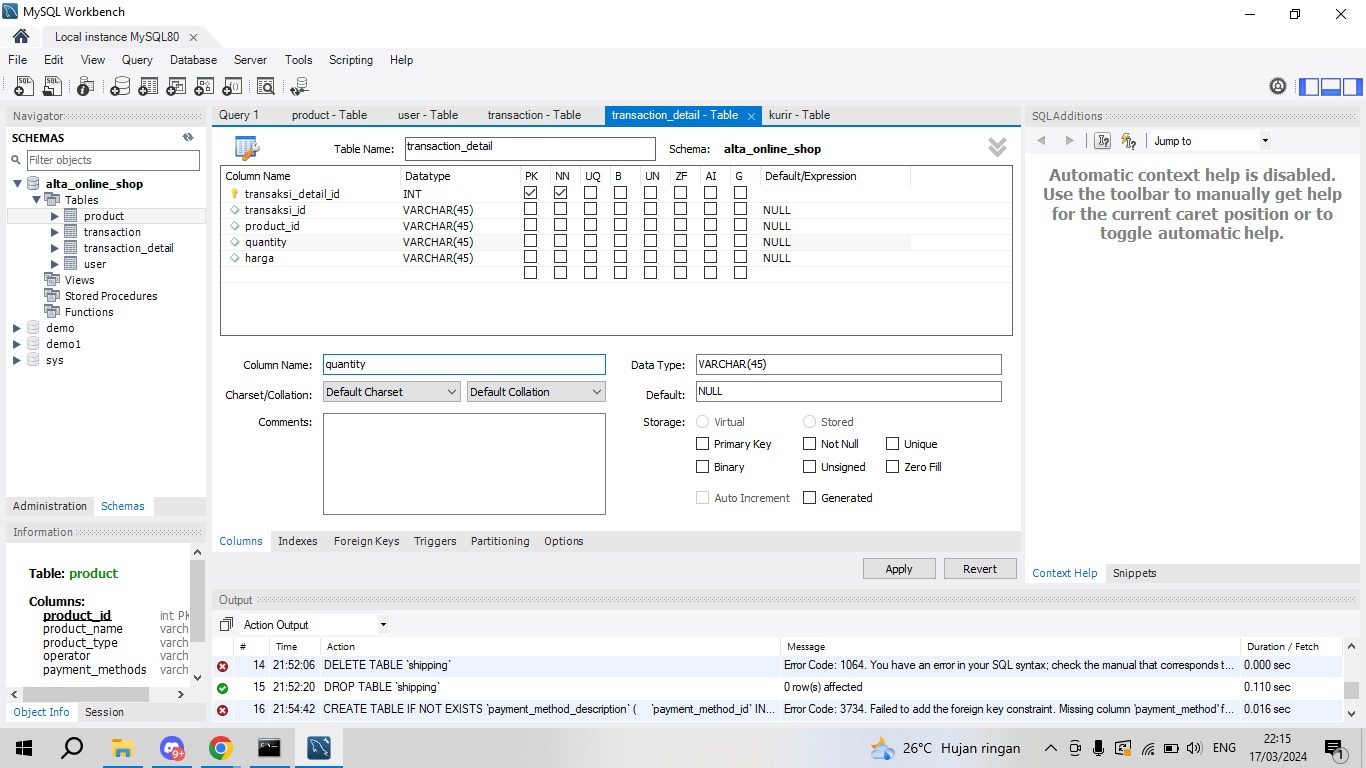 MySQL Workbench
Local instance MySQL80
File Edit View Query Database Server Tools Scripting Help
Navigator
SCHEMAS
Filter objects
alta_online_shop
Tables
product
transaction
transaction_detail
user
Views
Stored Procedures
Functions
demo
demo1
sys
Administration Schemas
Information
Table: product
Columns:
product_id int PK
product_name varch
product_type varch
operator varch
payment_methods varch
Object Info Session
Query 1 product - Table user - Table transaction - Table transaction_detail - Table kurir - Table
Table Name: transaction_detail Schema: alta_online_shop
Column Name Datatype PK NN UQ B UN ZF AI G Default/Expression
transaksi_detail_id INT
transaksi_id VARCHAR(45) NULL
product_id VARCHAR(45) NULL
quantity VARCHAR(45) NULL
harga VARCHAR(45) NULL
Column Name: quantity Data Type: VARCHAR(45)
Charset/Collation: Default Charset Default Collation Default: NULL
Comments: Storage: Virtual Stored
Primary Key Not Null Unique
Binary Unsigned Zero Fill
Auto Increment Generated
Columns Indexes Foreign Keys Triggers Partitioning Options
Apply Revert
SQLAdditions
Jump to
Automatic context help is disabled.
Use the toolbar to manually get help
for the current caret position or to
toggle automatic help.
Context Help Snippets
Output
Action Output
# Time Action Message Duration / Fetch
14 21:52:06 DELETE TABLE `shipping` Error Code: 1064. You have an error in your SQL syntax; check the manual that corresponds t... 0.000 sec
15 21:52:20 DROP TABLE `shipping` 0 row(s) affected 0.110 sec
16 21:54:42 CREATE TABLE IF NOT EXISTS `payment_method_description` ( `payment_method_id` IN... Error Code: 3734. Failed to add the foreign key constraint. Missing column 'payment_method' f... 0.016 sec
9+
26°C Hujan ringan ENG 22:15
17/03/2024
1